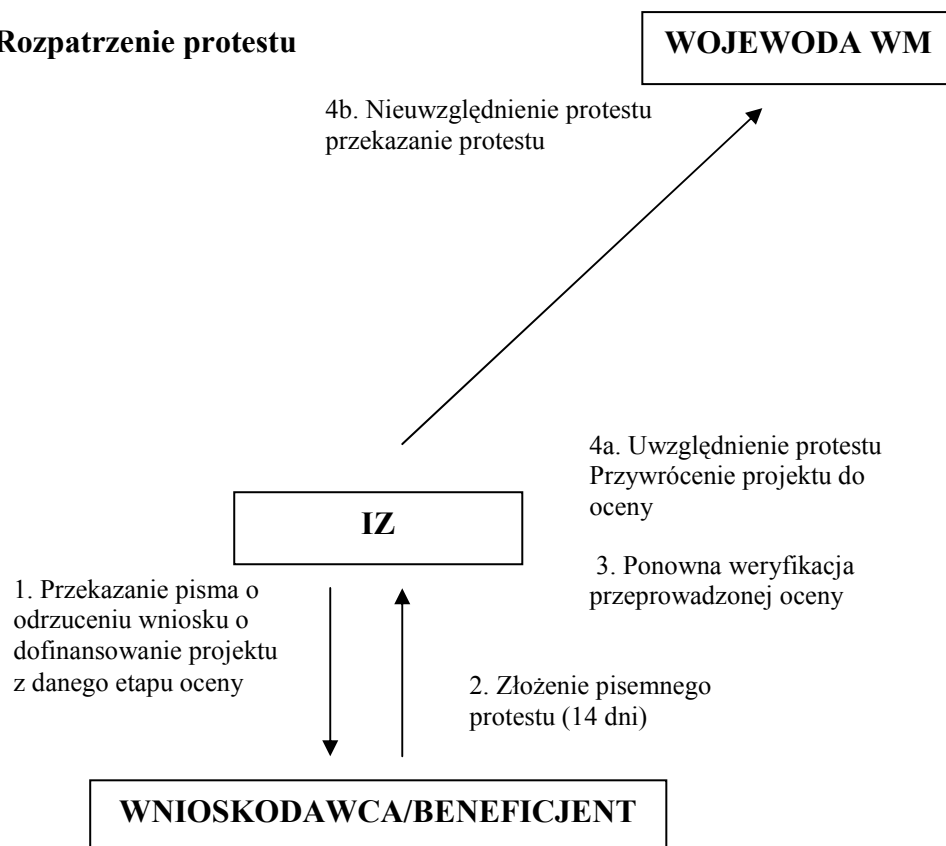 Rozpatrzenie protestu
WOJEWODA WM
4b. Nieuwzględnienie protestu
przekazanie protestu
4a. Uwzględnienie protestu
Przywrócenie projektu do
oceny
IZ
3. Ponowna weryfikacja
przeprowadzonej oceny
1. Przekazanie pisma o
odrzuceniu wniosku o
dofinansowanie projektu
z danego etapu oceny
2. Złożenie pisemnego
protestu (14 dni)
WNIOSKODAWCA/BENEFICJENT